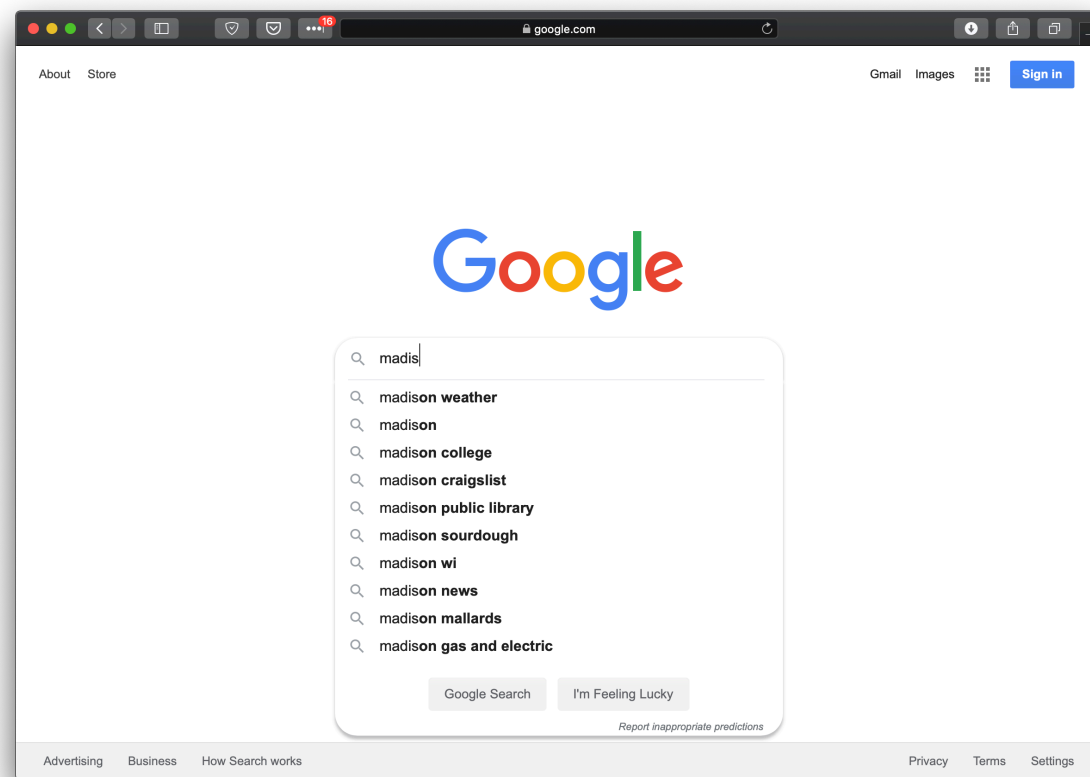 16
google.com
About Store
Gmail Images Sign in
Google
madis
madison weather
madison
madison college
madison craigslist
madison public library
madison sourdough
madison wi
madison news
madison mallards
madison gas and electric
Google Search I'm Feeling Lucky
Report inappropriate predictions
Advertising Business How Search works
Privacy Terms Settings